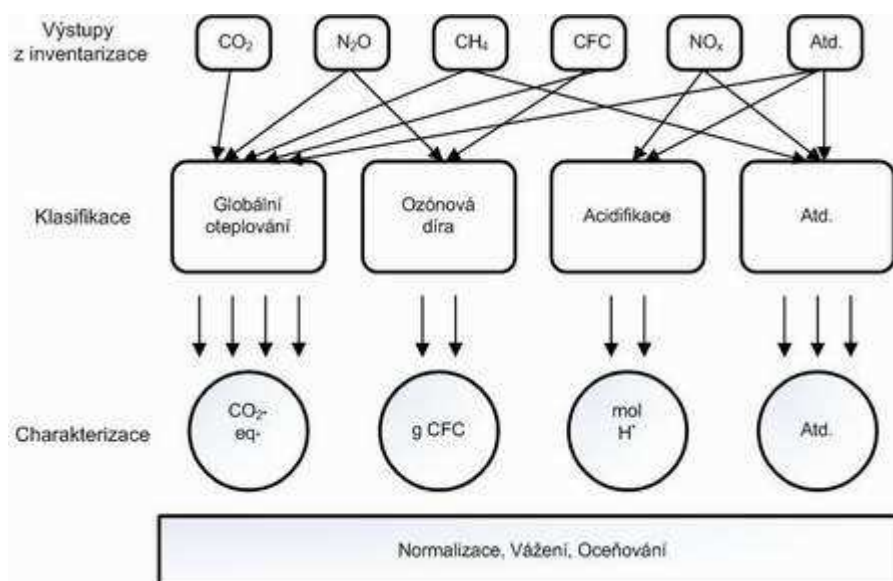 Výstupy
z inventarizace
CO₂
N₂O
CH₄
CFC
NOₓ
Atd.
Klasifikace
Globální
oteplování
Ozónová
díra
Acidifikace
Atd.
Charakterizace
CO₂-
eq-
g CFC
mol
H⁺
Atd.
Normalizace, Vážení, Oceňování